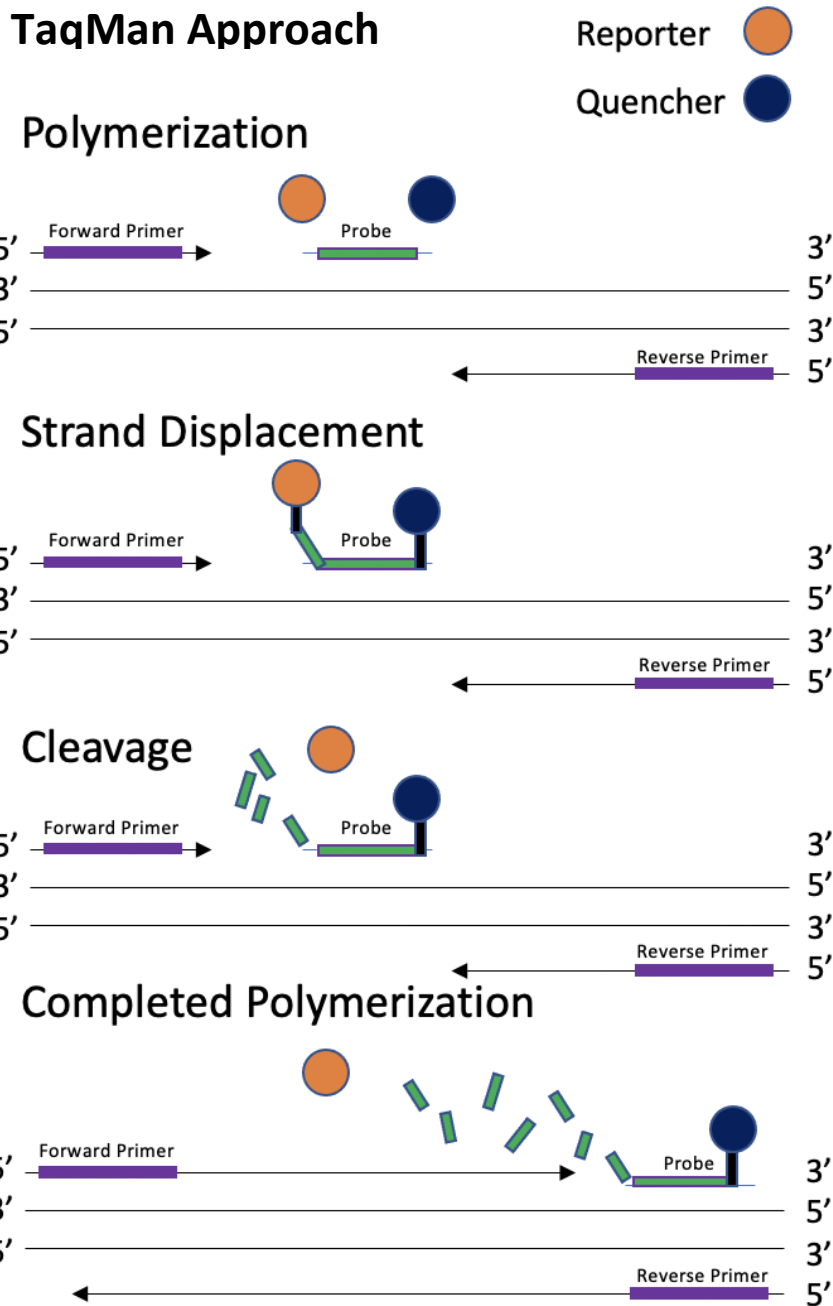 TaqMan Approach
Reporter
Quencher
Polymerization
Forward Primer
Probe
5’ 3’
3’ 5’
5’ 3’
Reverse Primer
5’
Strand Displacement
Forward Primer
Probe
5’ 3’
3’ 5’
5’ 3’
Reverse Primer
5’
Cleavage
Forward Primer
Probe
5’ 3’
3’ 5’
5’ 3’
Reverse Primer
5’
Completed Polymerization
Forward Primer
Probe
5’ 3’
3’ 5’
5’ 3’
Reverse Primer
5’